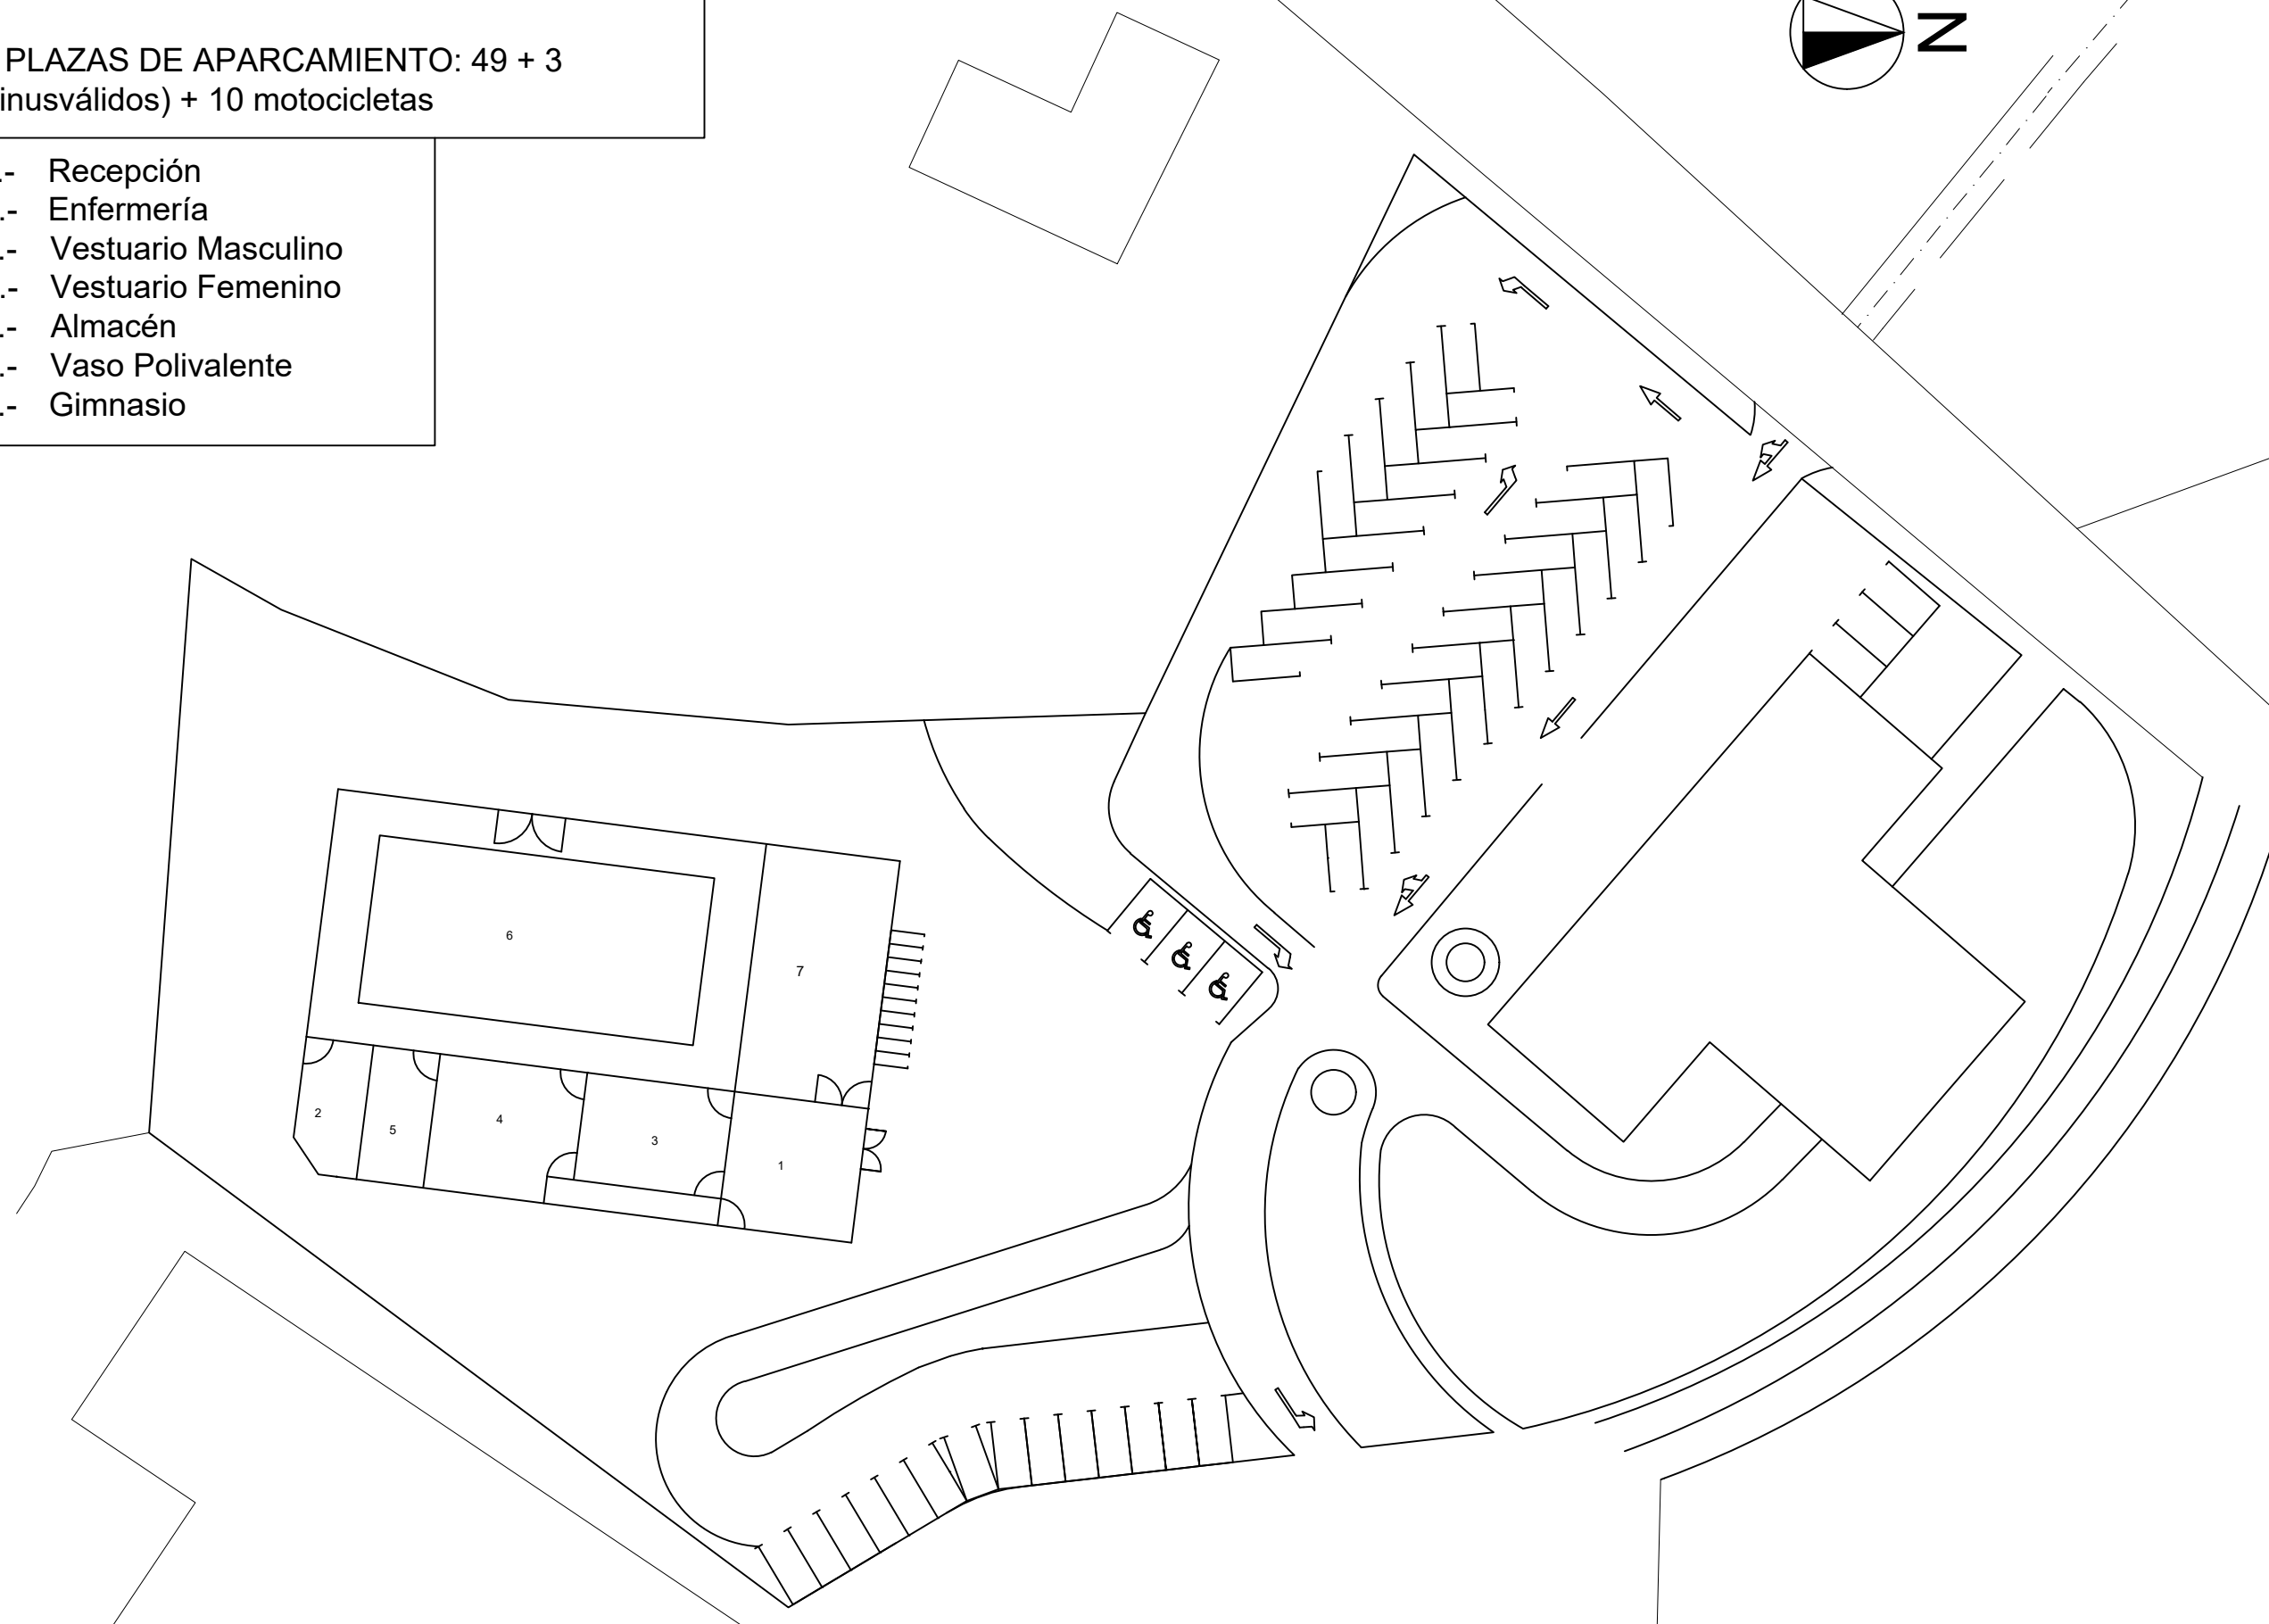 PLAZAS DE APARCAMIENTO: 49 + 3
inusválidos) + 10 motocicletas
.- Recepción
.- Enfermería
.- Vestuario Masculino
.- Vestuario Femenino
.- Almacén
.- Vaso Polivalente
.- Gimnasio
N
6
7
2
5
4
3
1